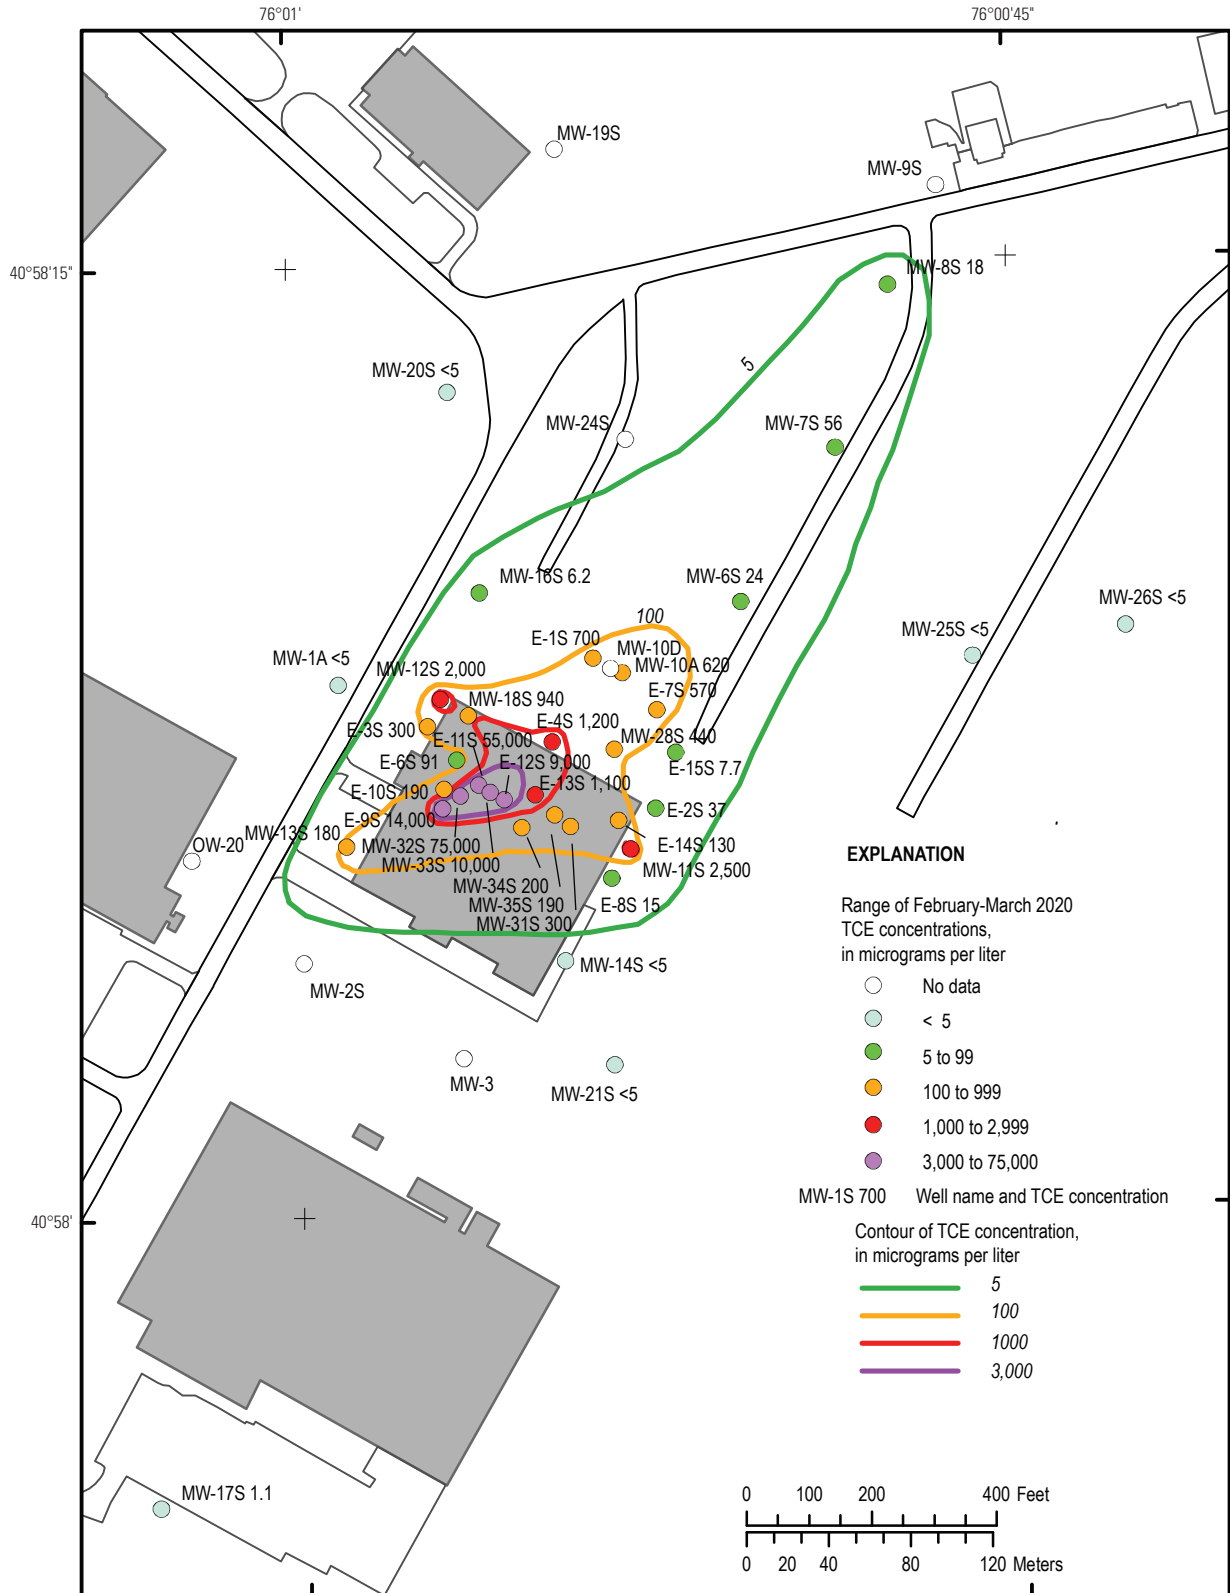 76°01'
76°00'45"
MW-19S
MW-9S
40°58'15"
MW-8S 18
5
MW-20S <5
MW-24S
MW-7S 56
MW-16S 6.2
MW-6S 24
MW-26S <5
100
E-1S 700
MW-10D
MW-25S <5
MW-1A <5
MW-12S 2,000
MW-10A 620
MW-18S 940
E-7S 570
E-3S 300
E-4S 1,200
E-11S 55,000
MW-28S 440
E-6S 91
E-12S 9,000
E-15S 7.7
E-13S 1,100
E-10S 190
E-2S 37
E-9S 14,000
MW-13S 180
MW-32S 75,000
E-14S 130
OW-20
MW-33S 10,000
MW-11S 2,500
MW-34S 200
MW-35S 190
E-8S 15
MW-31S 300
MW-14S <5
MW-2S
MW-3
MW-21S <5
40°58'
MW-17S 1.1
EXPLANATION
Range of February-March 2020
TCE concentrations,
in micrograms per liter
No data
< 5
5 to 99
100 to 999
1,000 to 2,999
3,000 to 75,000
MW-1S 700 Well name and TCE concentration
Contour of TCE concentration,
in micrograms per liter
5
100
1000
3,000
0 100 200 400 Feet
0 20 40 80 120 Meters